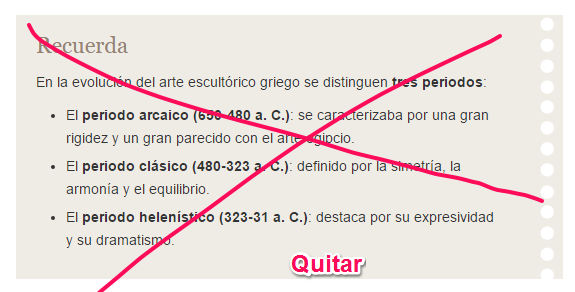 Recuerda
En la evolución del arte escultórico griego se distinguen tres periodos:
• El periodo arcaico (650-480 a. C.): se caracterizaba por una gran
rigidez y un gran parecido con el arte egipcio.
• El periodo clásico (480-323 a. C.): definido por la simetría, la
armonía y el equilibrio.
• El periodo helenístico (323-31 a. C.): destaca por su expresividad
y su dramatismo.
Quitar